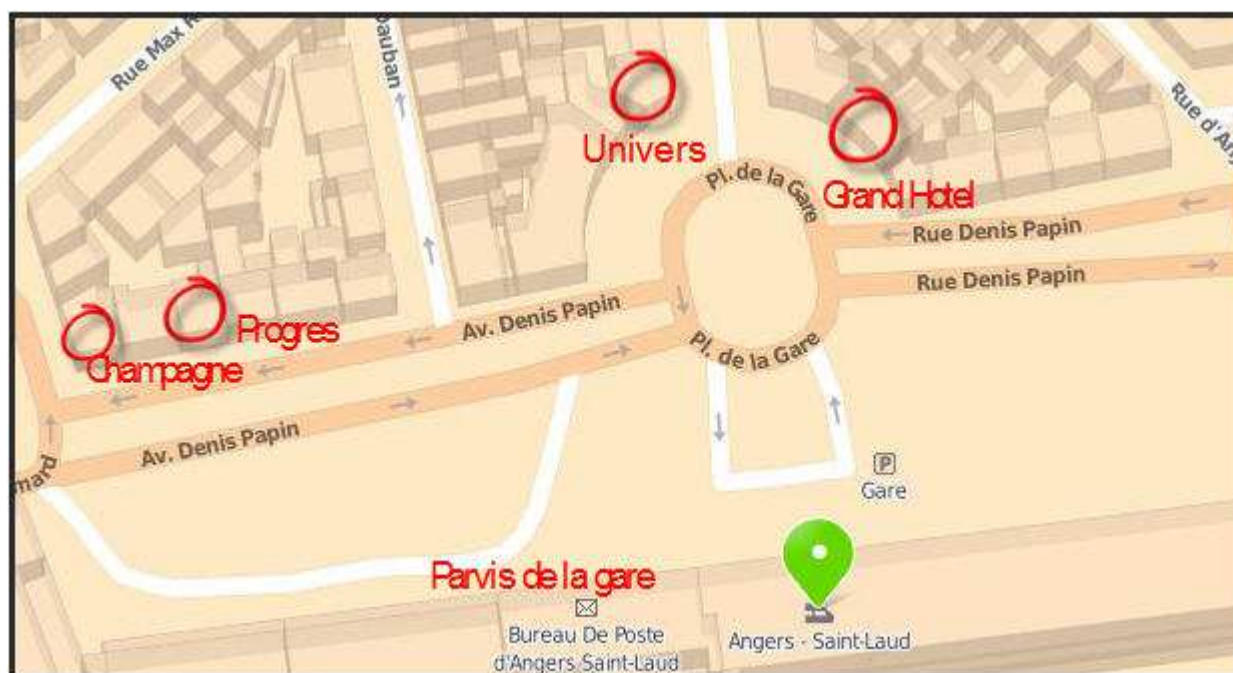 Rue Max R
Dauban
Univers
Pl. de la Gare
Grand Hotel
Rue d'An
Rue Denis Papin
Rue Denis Papin
Av. Denis Papin
Progres
Champagne
Pl. de la Gare
Av. Denis Papin
mard
P
Gare
Parvis de la gare
Bureau De Poste
d'Angers Saint-Laud
Angers - Saint-Laud